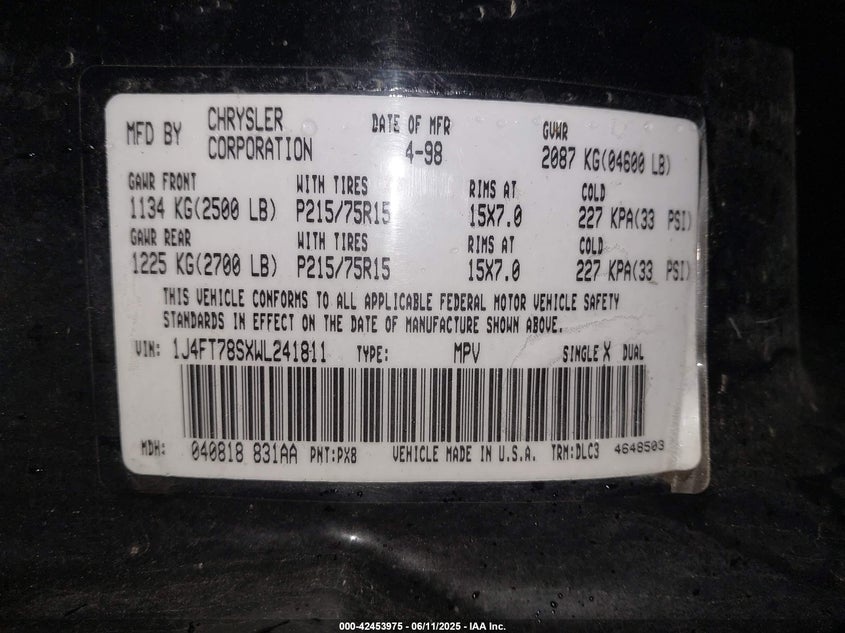 MFD BY CHRYSLER CORPORATION DATE OF MFR 4-98 GVWR 2087 KG(04600 LB)
GAWR FRONT WITH TIRES RIMS AT COLD
1134 KG(2500 LB) P215/75R15 15X7.0 227 KPA(33 PSI)
GAWR REAR WITH TIRES RIMS AT COLD
1225 KG(2700 LB) P215/75R15 15X7.0 227 KPA(33 PSI)
THIS VEHICLE CONFORMS TO ALL APPLICABLE FEDERAL MOTOR VEHICLE SAFETY
STANDARDS IN EFFECT ON THE DATE OF MANUFACTURE SHOWN ABOVE.
VIN: 1J4FT78SXWL241811 TYPE: MPV SINGLE X DUAL
MDH: 040818 831AA PNT:PX8 VEHICLE MADE IN U.S.A. TRM:DLC3 4648503
000-42453975 - 06/11/2025 - IAA Inc.